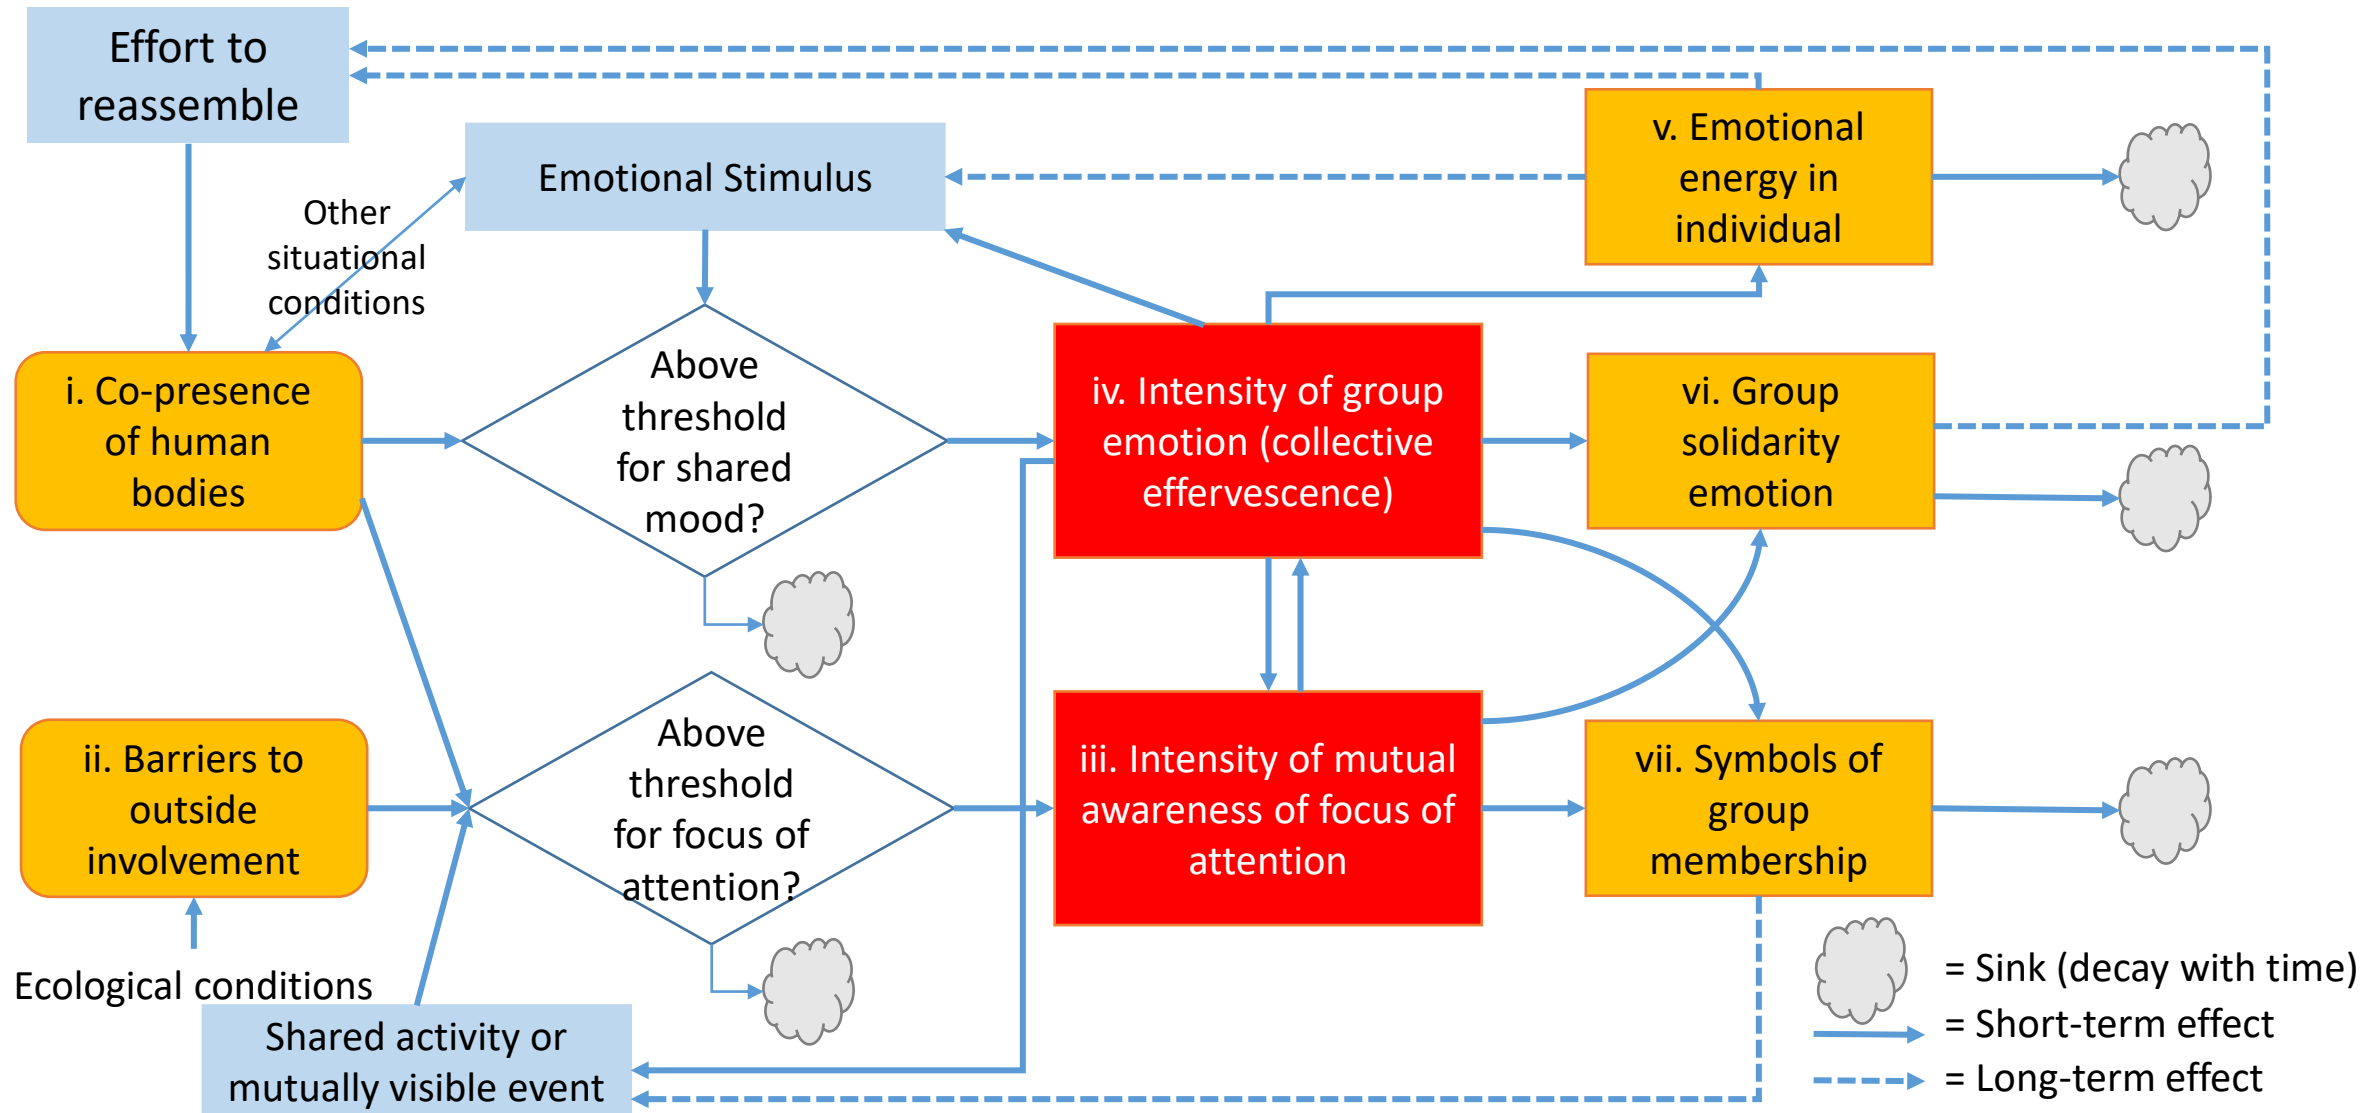 Effort to
reassemble
Emotional Stimulus
v. Emotional
energy in
individual
Other
situational
conditions
i. Co-presence
of human
bodies
Above
threshold
for shared
mood?
iv. Intensity of group
emotion (collective
effervescence)
vi. Group
solidarity
emotion
ii. Barriers to
outside
involvement
Above
threshold
for focus of
attention?
iii. Intensity of mutual
awareness of focus of
attention
vii. Symbols of
group
membership
Ecological conditions
Shared activity or
mutually visible event
= Sink (decay with time)
= Short-term effect
= Long-term effect